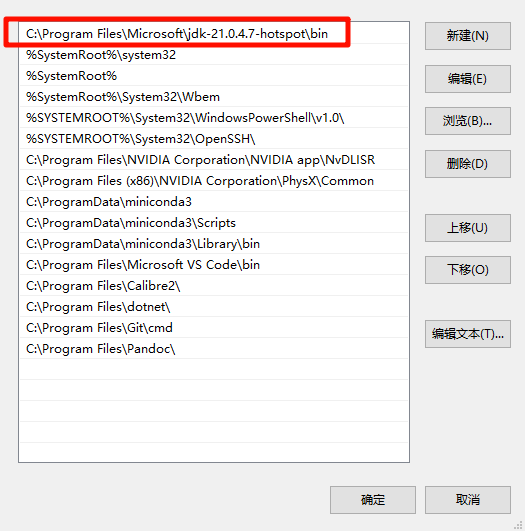 C:\Program Files\Microsoft\jdk-21.0.4.7-hotspot\bin
%SystemRoot%\system32
%SystemRoot%
%SystemRoot%\System32\Wbem
%SYSTEMROOT%\System32\WindowsPowerShell\v1.0\
%SYSTEMROOT%\System32\OpenSSH\
C:\Program Files\NVIDIA Corporation\NVIDIA app\NvDLISR
C:\Program Files (x86)\NVIDIA Corporation\PhysX\Common
C:\ProgramData\miniconda3
C:\ProgramData\miniconda3\Scripts
C:\ProgramData\miniconda3\Library\bin
C:\Program Files\Microsoft VS Code\bin
C:\Program Files\Calibre2\
C:\Program Files\dotnet\
C:\Program Files\Git\cmd
C:\Program Files\Pandoc\
新建(N)
编辑(E)
浏览(B)...
删除(D)
上移(U)
下移(O)
编辑文本(T)...
确定
取消